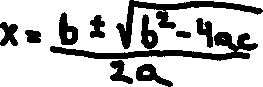 x = b ± √(b² - 4ac) / 2a